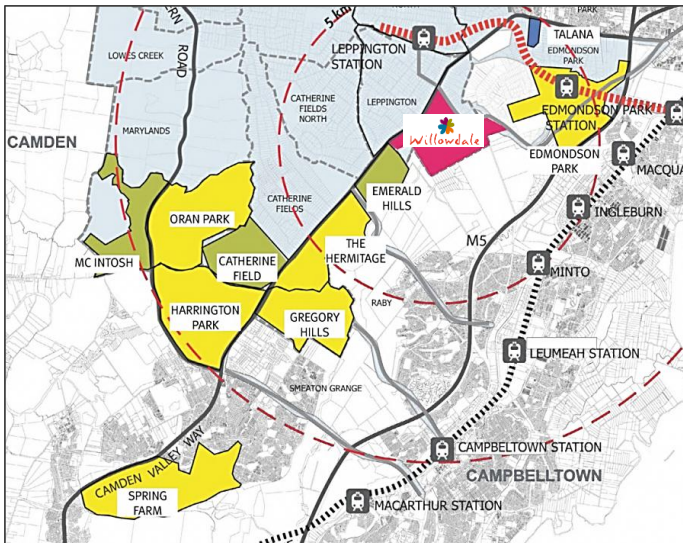 5 km
ERN
ROAD
LOWES CREEK
LEPPINGTON
STATION
PARK
TALANA
EDMONDSON
PARK
CATHERINE
FIELDS
NORTH
LEPPINGTON
Willowdale
EDMONDSON PARK
STATION
MARYLANDS
CAMDEN
EDMONDSON
PARK
MACQUA
EMERALD
HILLS
ORAN PARK
CATHERINE
FIELDS
INGLEBURN
THE
HERMITAGE
M5
MC INTOSH
CATHERINE
FIELD
MINTO
RABY
HARRINGTON
PARK
GREGORY
HILLS
LEUMEAH STATION
SMEATON GRANGE
CAMDEN VALLEY WAY
CAMPBELTOWN STATION
CAMPBELLTOWN
SPRING
FARM
MACARTHUR STATION